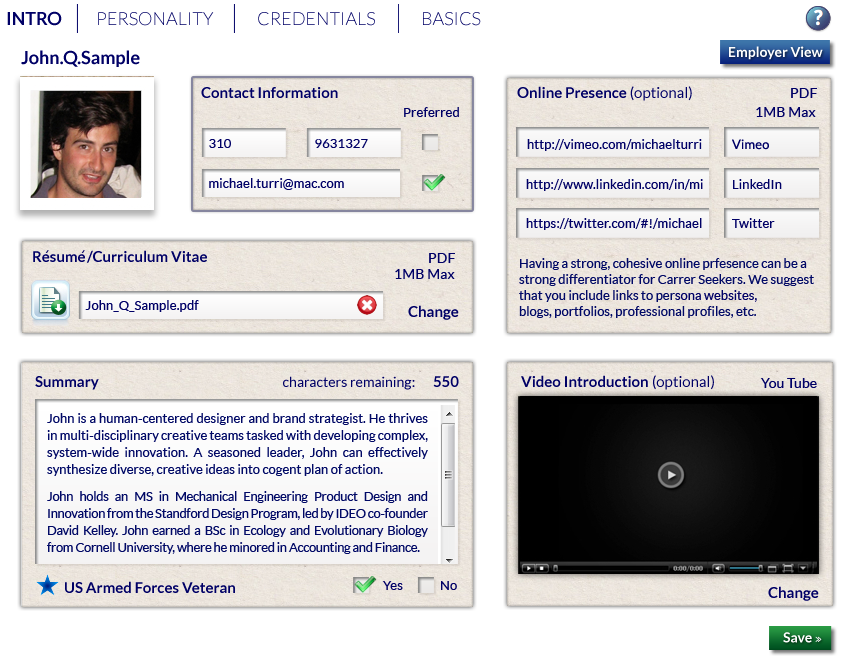 INTRO
PERSONALITY
CREDENTIALS
BASICS
?
John.Q.Sample
Employer View
Contact Information
Preferred
310
9631327
michael.turri@mac.com
Online Presence (optional)
PDF
1MB Max
http://vimeo.com/michaelturri
Vimeo
http://www.linkedin.com/in/mi
LinkedIn
https://twitter.com/#!/michael
Twitter
Having a strong, cohesive online prfesence can be a
strong differentiator for Carrer Seekers. We suggest
that you include links to persona websites,
blogs, portfolios, professional profiles, etc.
Résumé/Curriculum Vitae
PDF
1MB Max
John_Q_Sample.pdf
Change
Summary
characters remaining: 550
John is a human-centered designer and brand strategist. He thrives
in multi-disciplinary creative teams tasked with developing complex,
system-wide innovation. A seasoned leader, John can effectively
synthesize diverse, creative ideas into cogent plan of action.
John holds an MS in Mechanical Engineering Product Design and
Innovation from the Standford Design Program, led by IDEO co-founder
David Kelley. John earned a BSc in Ecology and Evolutionary Biology
from Cornell University, where he minored in Accounting and Finance.
US Armed Forces Veteran
Yes
No
Video Introduction (optional)
You Tube
0:00/0:00
Change
Save »